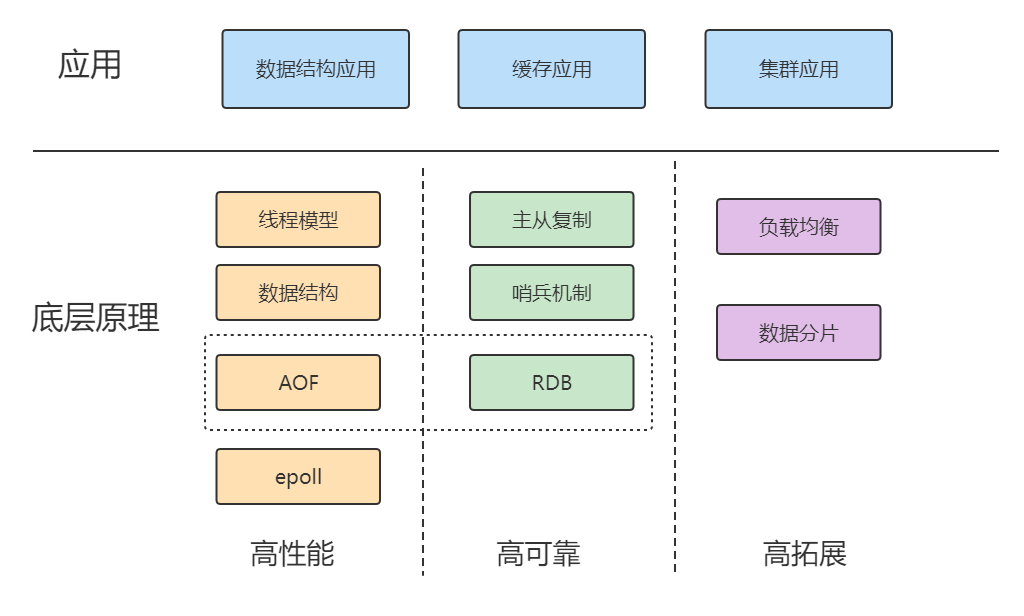 应用
数据结构应用
缓存应用
集群应用
底层原理
线程模型
数据结构
AOF
epoll
高性能
主从复制
哨兵机制
RDB
高可靠
负载均衡
数据分片
高拓展